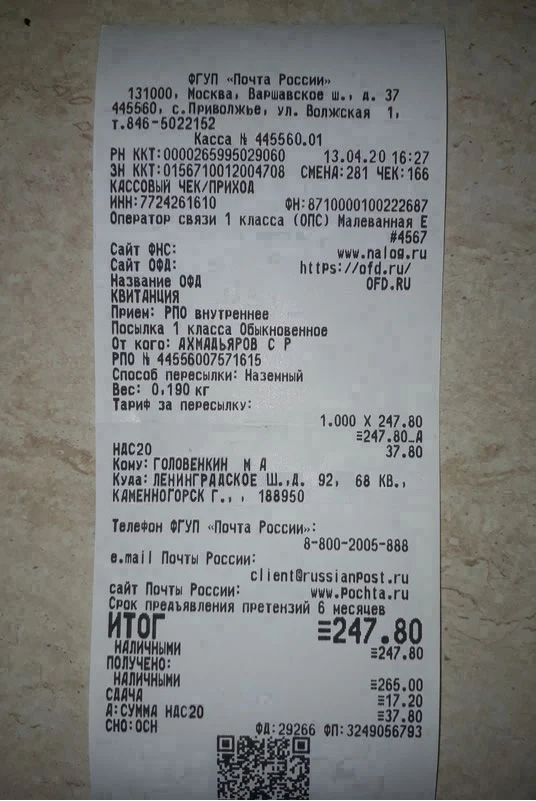 ФГУП «Почта России»
131000, Москва, Варшавское ш., д. 37
445560, с.Приволжье, ул. Волжская 1,
т.846-5022152
Касса № 445560.01
РН ККТ:0000265995029060 13.04.20 16:27
ЗН ККТ:0156710012004708 СМЕНА:281 ЧЕК:166
КАССОВЫЙ ЧЕК/ПРИХОД
ИНН:7724261610 ФН:8710000100222687
Оператор связи 1 класса (ОПС) Малеванная Е
#4567
Сайт ФНС: www.nalog.ru
Сайт ОФД: https://ofd.ru/
Название ОФД OFD.RU
КВИТАНЦИЯ
Прием: РПО внутреннее
Посылка 1 класса Обыкновенное
От кого: АХМАДЬЯРОВ С Р
РПО № 44556007571615
Способ пересылки: Наземный
Вес: 0,190 кг
Тариф за пересылку:
1.000 X 247.80
≡247.80_А
НДС20 37.80
Кому: ГОЛОВЕНКИН М А
Куда: ЛЕНИНГРАДСКОЕ Ш.,Д. 92, 68 КВ.,
КАМЕННОГОРСК Г., , 188950
Телефон ФГУП «Почта России»:
8-800-2005-888
e.mail Почты России:
client@russianpost.ru
сайт Почты России: www.Pochta.ru
Срок предъявления претензий 6 месяцев
ИТОГ ≡247.80
НАЛИЧНЫМИ ≡247.80
ПОЛУЧЕНО:
НАЛИЧНЫМИ ≡265.00
СДАЧА ≡17.20
А:СУММА НДС20 ≡37.80
СНО:ОСН ФД:29266 ФП:3249056793